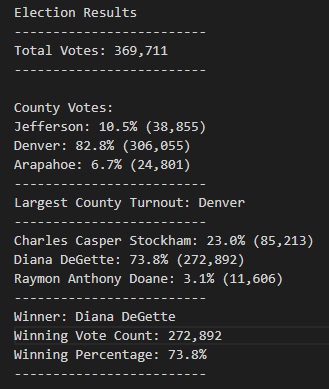 Election Results
-------------------------
Total Votes: 369,711
-------------------------
County Votes:
Jefferson: 10.5% (38,855)
Denver: 82.8% (306,055)
Arapahoe: 6.7% (24,801)
-------------------------
Largest County Turnout: Denver
-------------------------
Charles Casper Stockham: 23.0% (85,213)
Diana DeGette: 73.8% (272,892)
Raymon Anthony Doane: 3.1% (11,606)
-------------------------
Winner: Diana DeGette
Winning Vote Count: 272,892
Winning Percentage: 73.8%
-------------------------